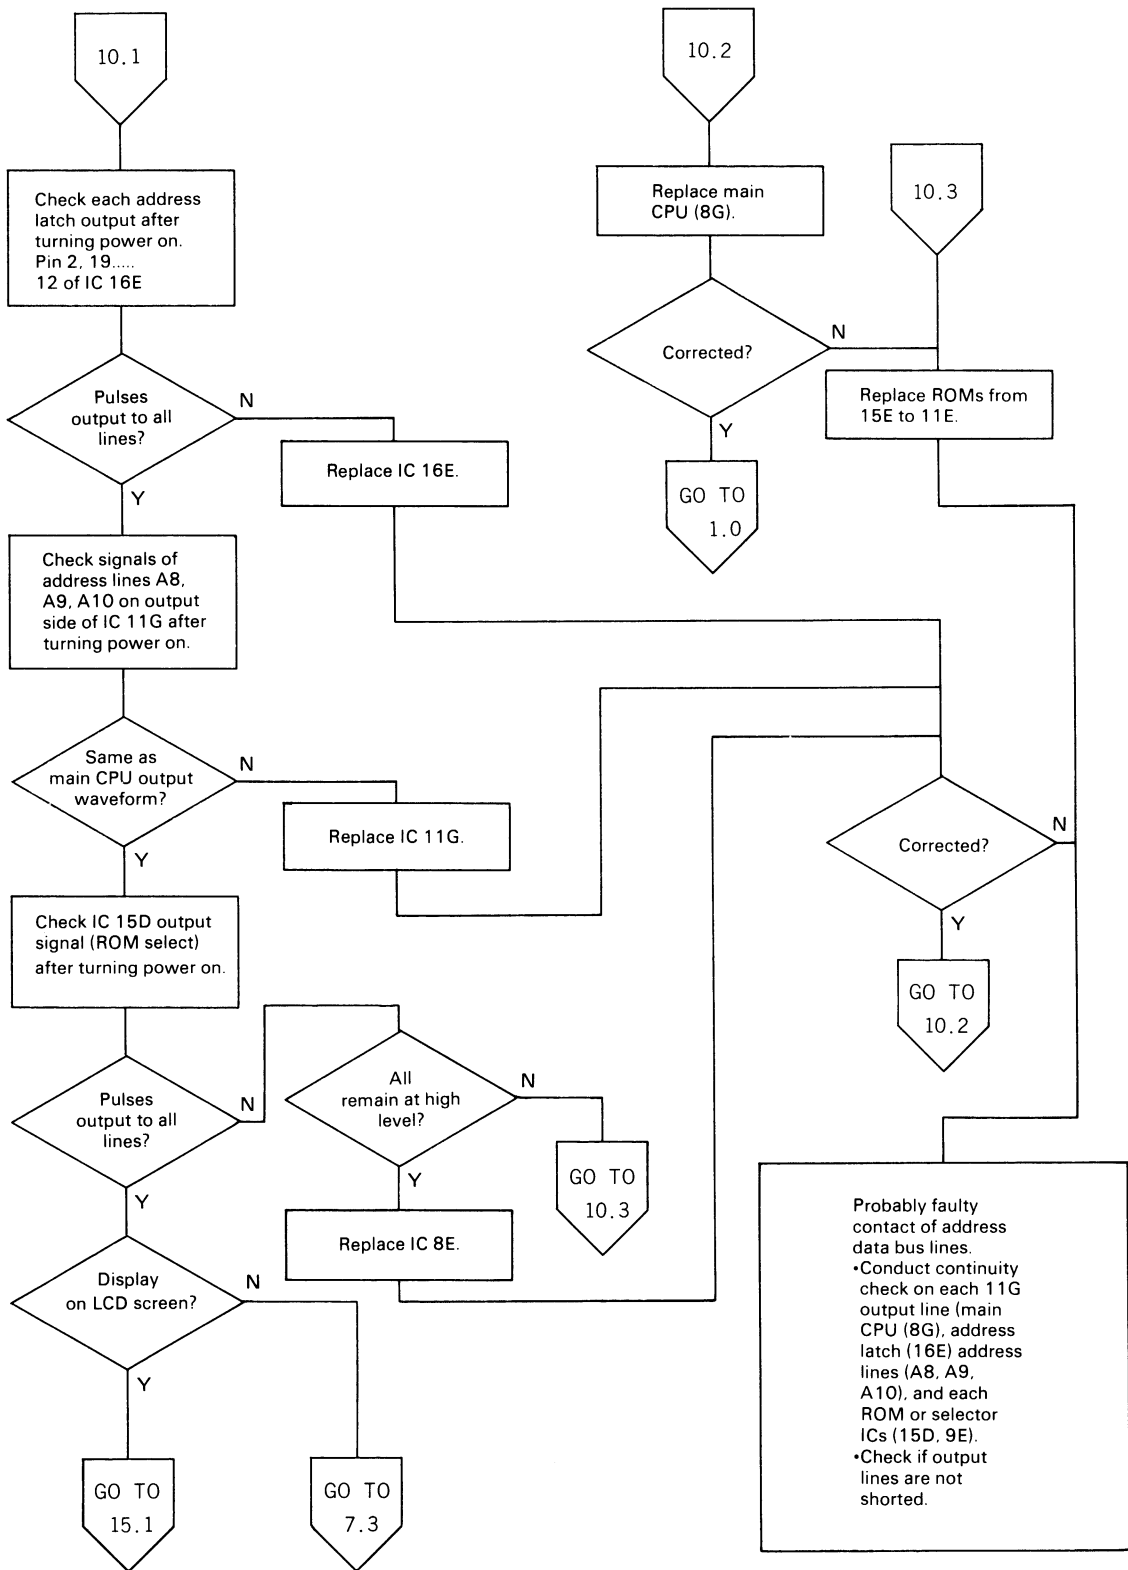 10.1
Check each address
latch output after
turning power on.
Pin 2, 19.....
12 of IC 16E
Pulses
output to all
lines?
N
Y
Replace IC 16E.
Check signals of
address lines A8,
A9, A10 on output
side of IC 11G after
turning power on.
Same as
main CPU output
waveform?
N
Y
Replace IC 11G.
Check IC 15D output
signal (ROM select)
after turning power on.
Pulses
output to all
lines?
N
Y
All
remain at high
level?
N
Y
GO TO
10.3
Replace IC 8E.
Display
on LCD screen?
N
Y
GO TO
15.1
GO TO
7.3
10.2
Replace main
CPU (8G).
Corrected?
N
Y
GO TO
1.0
10.3
Replace ROMs from
15E to 11E.
Corrected?
N
Y
GO TO
10.2
Probably faulty
contact of address
data bus lines.
•Conduct continuity
check on each 11G
output line (main
CPU (8G), address
latch (16E) address
lines (A8, A9,
A10), and each
ROM or selector
ICs (15D, 9E).
•Check if output
lines are not
shorted.